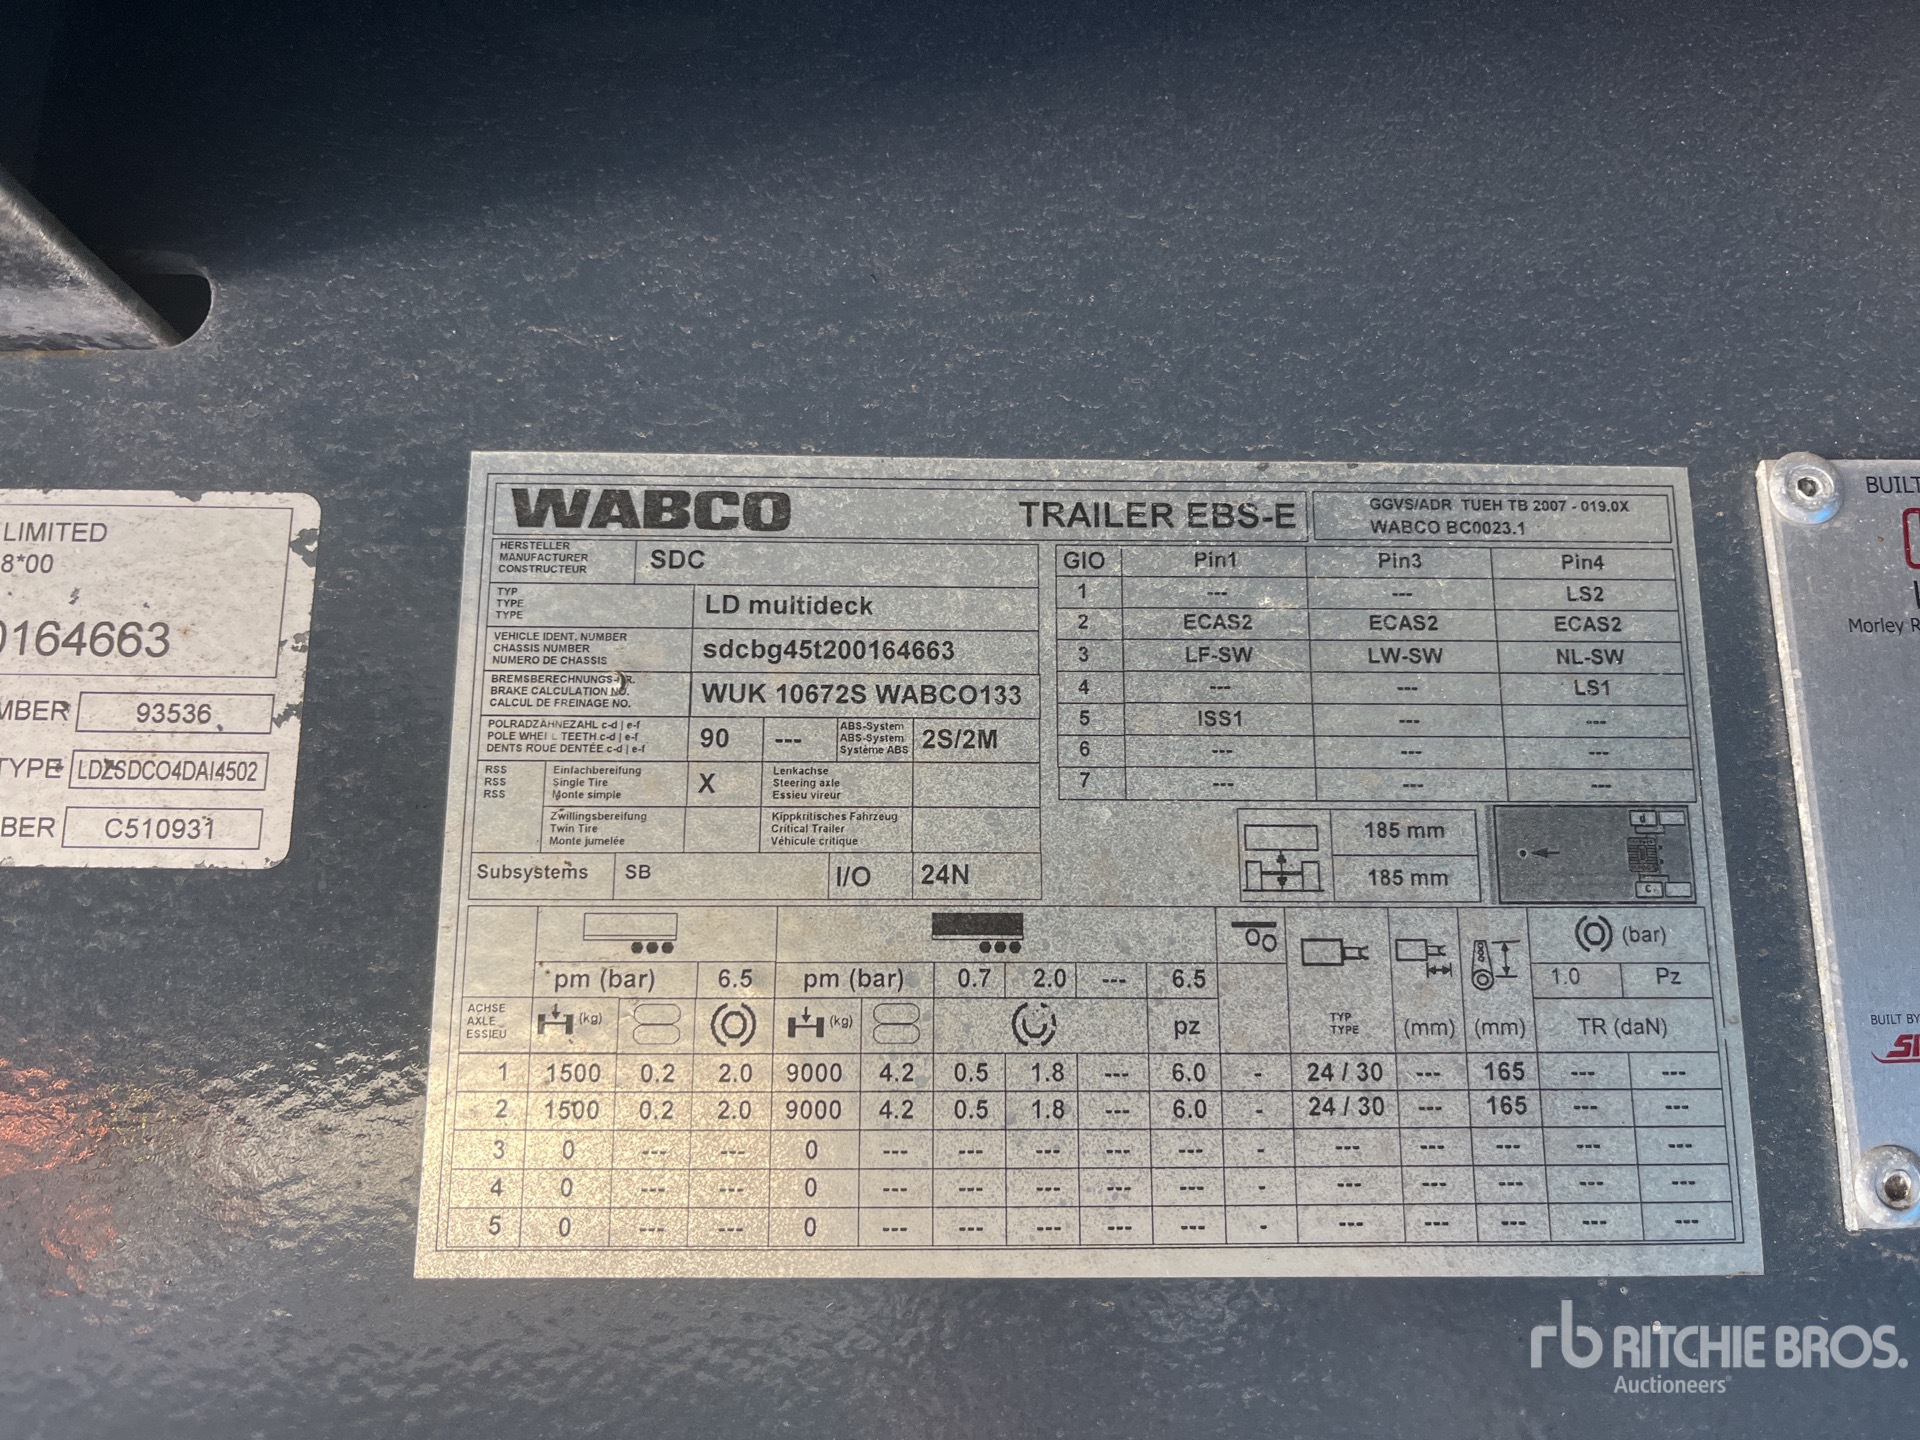 LIMITED
8*00
0164663
MBER 93536
TYPE LDZSDCO4DAI4502
BER C510931
WABCO TRAILER EBS-E
GGVS/ADR TUEH TB 2007 - 019.0X
WABCO BC0023.1
HERSTELLER
MANUFACTURER
CONSTRUCTEUR
SDC
TYP
TYPE
TYPE
LD multideck
VEHICLE IDENT. NUMBER
CHASSIS NUMBER
NUMERO DE CHASSIS
sdcbg45t200164663
BREMSBERECHNUNGS-NR.
BRAKE CALCULATION NO.
CALCUL DE FREINAGE NO.
WUK 10672S WABCO133
POLRADZÄHNEZAHL c-d | e-f
POLE WHEEL TEETH c-d | e-f
DENTS ROUE DENTÉE c-d | e-f
90 ---
ABS-System
ABS-System
Système ABS
2S/2M
RSS
RSS
RSS
Einfachbereifung
Single Tire
Monte simple
X
Lenkachse
Steering axle
Essieu vireur
Zwillingsbereifung
Twin Tire
Monte jumelée
Kippkritisches Fahrzeug
Critical Trailer
Véhicule critique
Subsystems SB I/O 24N
GIO Pin1 Pin3 Pin4
1 --- --- LS2
2 ECAS2 ECAS2 ECAS2
3 LF-SW LW-SW NL-SW
4 --- --- LS1
5 ISS1 --- ---
6 --- --- ---
7 --- --- ---
185 mm
185 mm
d
c
(bar)
pm (bar) 6.5 pm (bar) 0.7 2.0 --- 6.5 1.0 Pz
ACHSE
AXLE
ESSIEU
(kg) (kg) pz
TYP
TYPE
(mm) (mm) TR (daN)
1 1500 0.2 2.0 9000 4.2 0.5 1.8 --- 6.0 - 24 / 30 --- 165 --- ---
2 1500 0.2 2.0 9000 4.2 0.5 1.8 --- 6.0 - 24 / 30 --- 165 --- ---
3 0 --- --- 0 --- --- --- --- --- - --- --- --- --- ---
4 0 --- --- 0 --- --- --- --- --- - --- --- --- --- ---
5 0 --- --- 0 --- --- --- --- --- - --- --- --- --- ---
BUILT
Morley R
BUILT BY
rb RITCHIE BROS.
Auctioneers